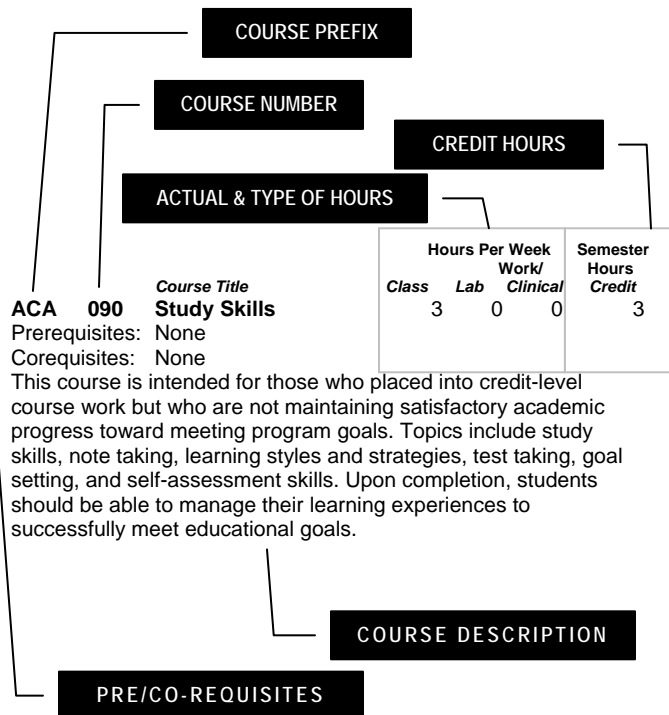 COURSE PREFIX
COURSE NUMBER
CREDIT HOURS
ACTUAL & TYPE OF HOURS
Hours Per Week Semester
Work/ Hours
Course Title Class Lab Clinical Credit
ACA 090 Study Skills 3 0 0 3
Prerequisites: None
Corequisites: None
This course is intended for those who placed into credit-level
course work but who are not maintaining satisfactory academic
progress toward meeting program goals. Topics include study
skills, note taking, learning styles and strategies, test taking, goal
setting, and self-assessment skills. Upon completion, students
should be able to manage their learning experiences to
successfully meet educational goals.
COURSE DESCRIPTION
PRE/CO-REQUISITES